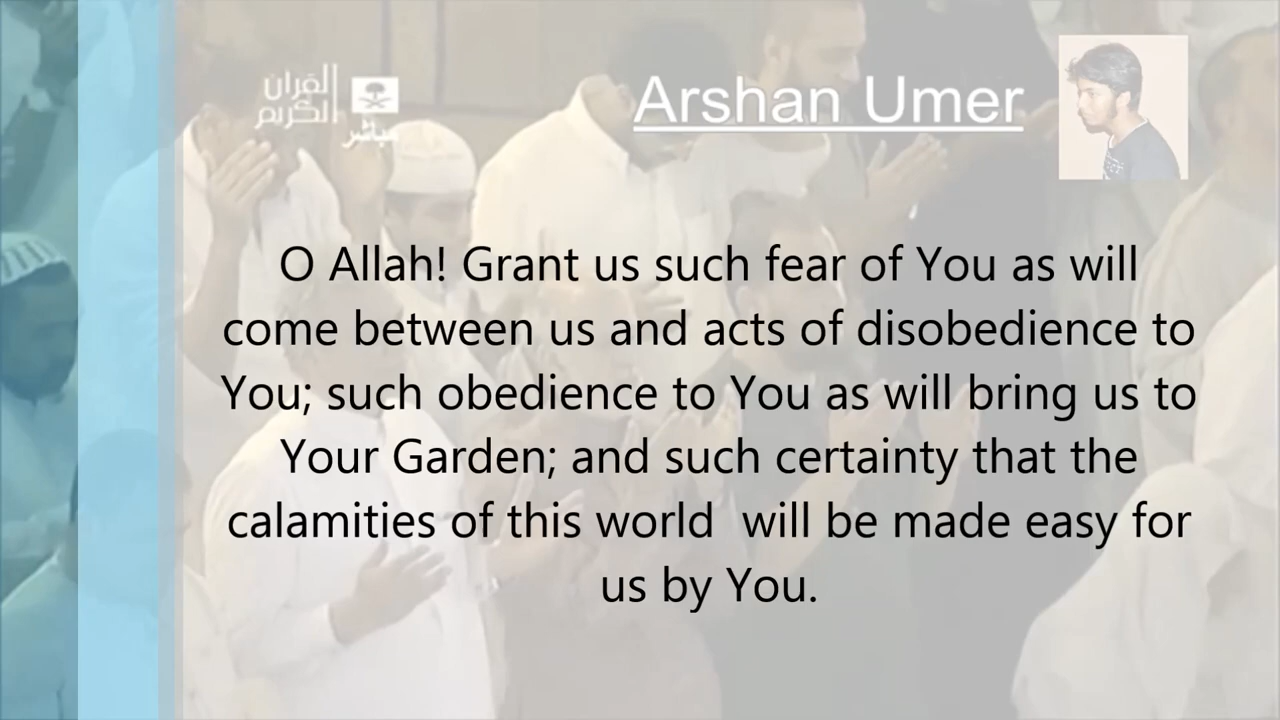 القرآن
الكريم
مباشر
Arshan Umer
O Allah! Grant us such fear of You as will
come between us and acts of disobedience to
You; such obedience to You as will bring us to
Your Garden; and such certainty that the
calamities of this world  will be made easy for
us by You.